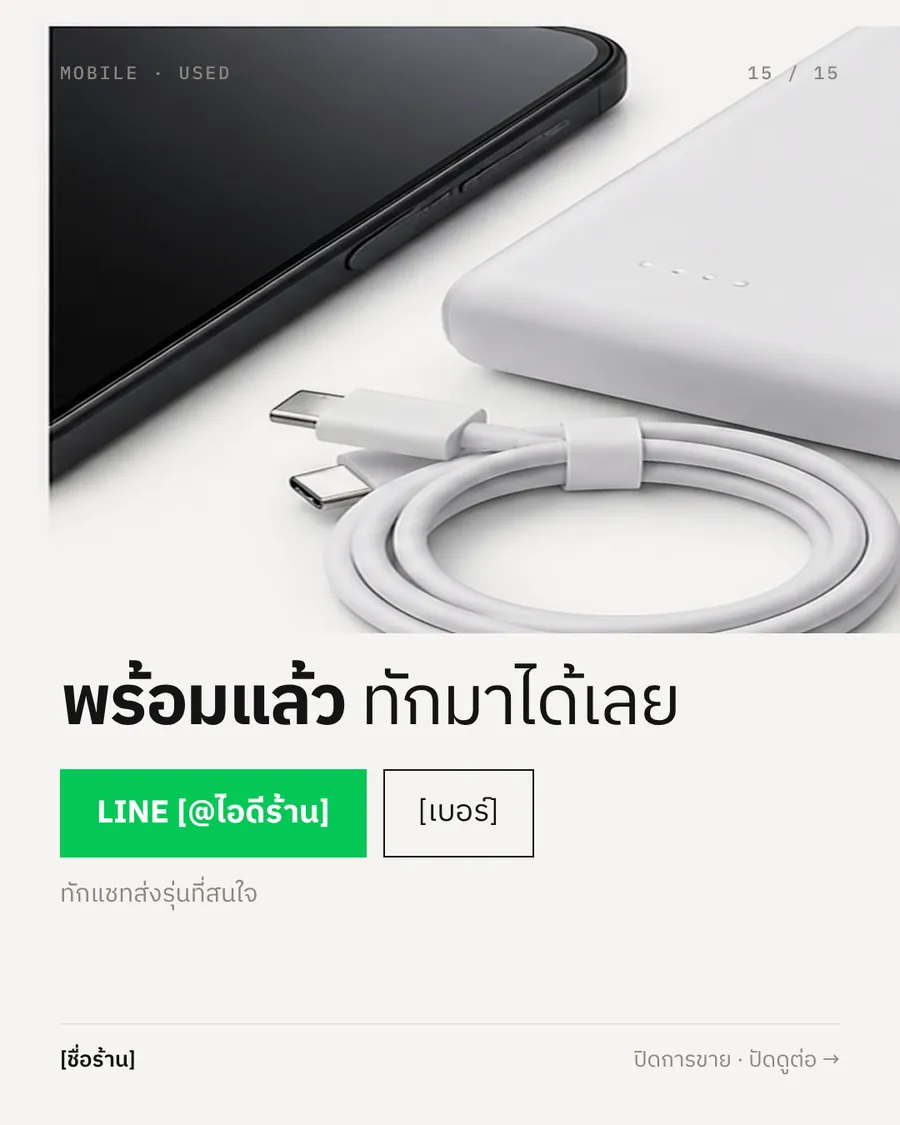 MOBILE · USED
15 / 15
พร้อมแล้ว ทักมาได้เลย
LINE [@ไอดีร้าน]
[เบอร์]
ทักแชทส่งรุ่นที่สนใจ
[ชื่อร้าน]
ปิดการขาย · ปัดดูต่อ →